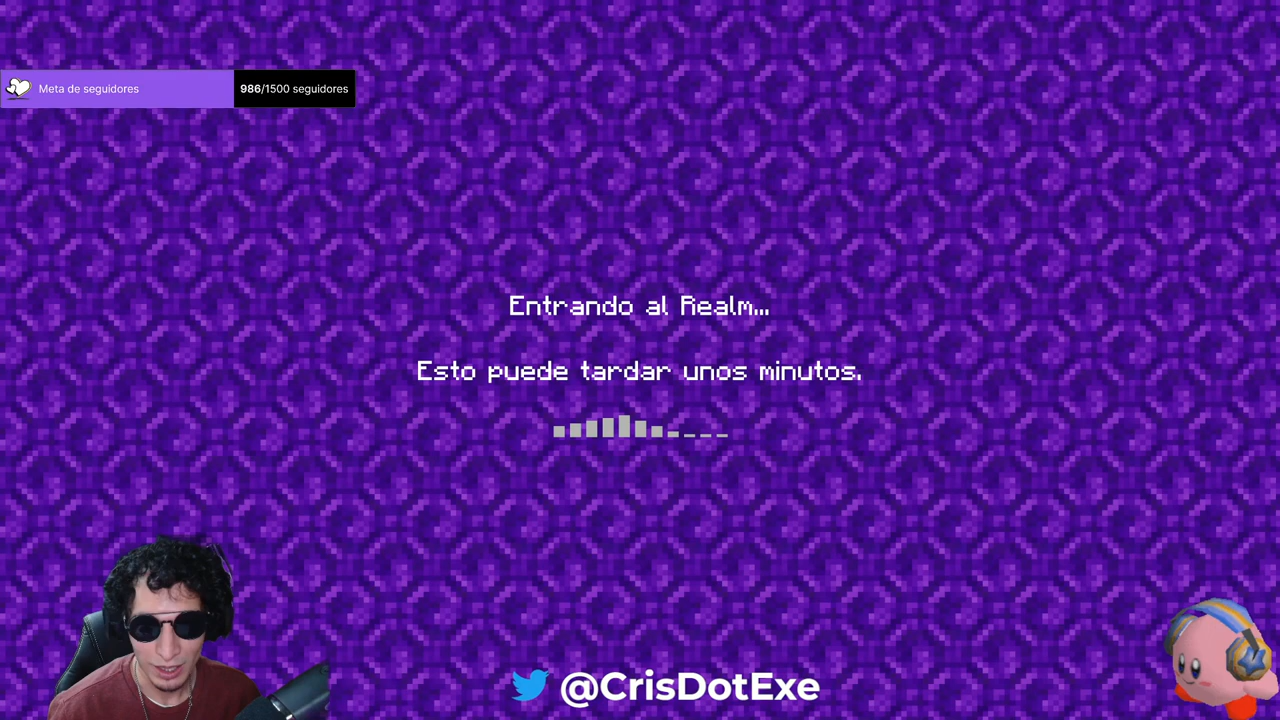 Meta de seguidores
986/1500 seguidores
Entrando al Realm...
Esto puede tardar unos minutos.
@CrisDotExe